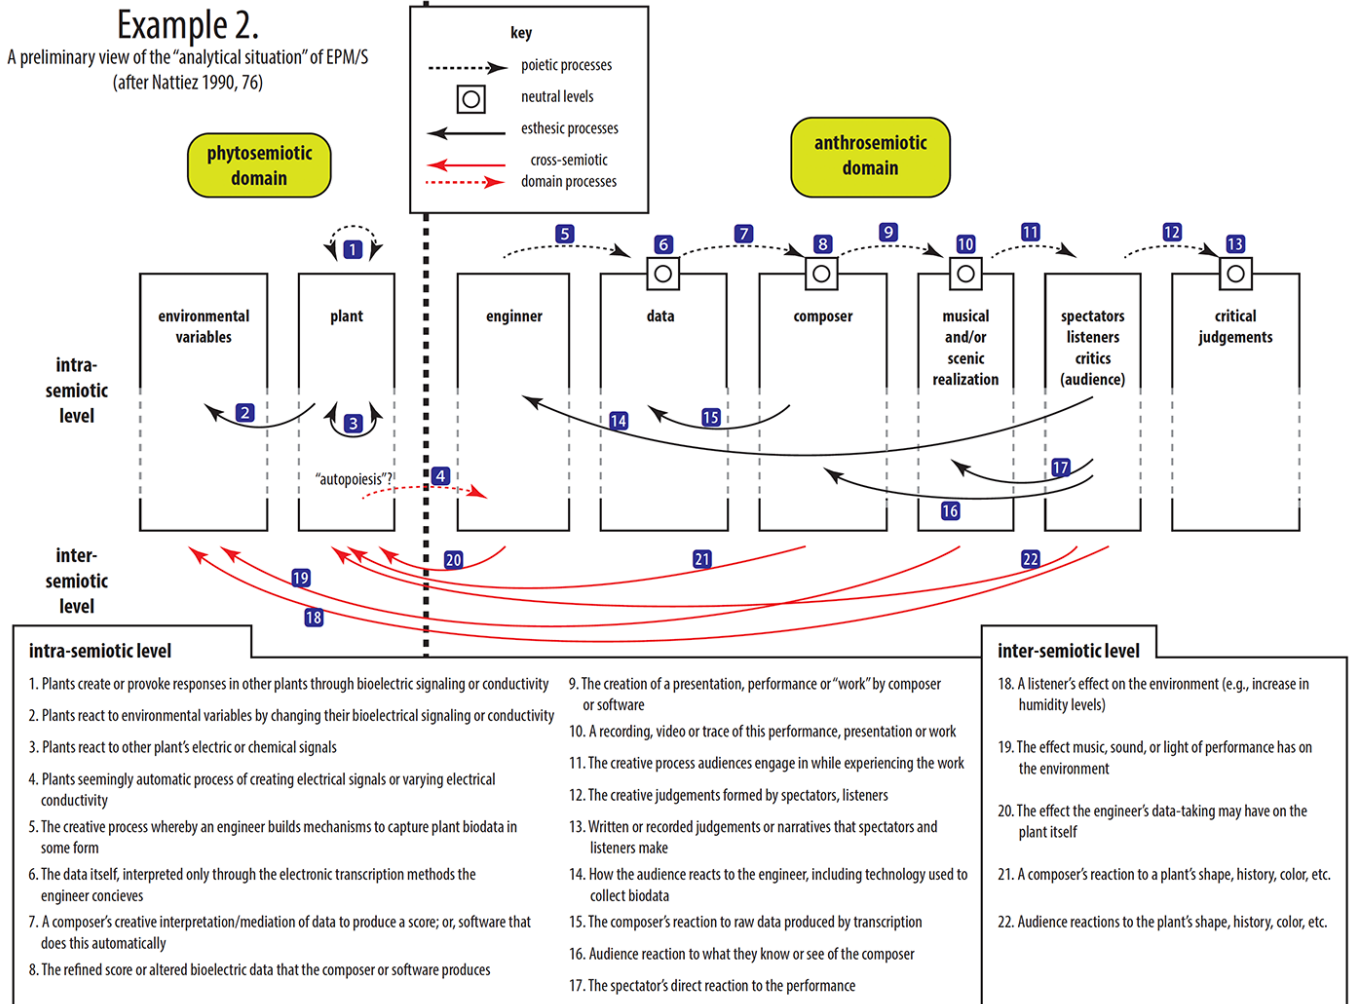 Example 2.
A preliminary view of the “analytical situation” of EPM/S
(after Nattiez 1990, 76)
key
poietic processes
neutral levels
esthesic processes
cross-semiotic
domain processes
phytosemiotic
domain
anthrosemiotic
domain
1
5
6
7
8
9
10
11
12
13
environmental
variables
plant
enginner
data
composer
musical
and/or
scenic
realization
spectators
listeners
critics
(audience)
critical
judgements
intra-
semiotic
level
2
3
14
15
“autopoiesis”?
4
17
16
inter-
semiotic
level
20
21
22
19
18
intra-semiotic level
1. Plants create or provoke responses in other plants through bioelectric signaling or conductivity
2. Plants react to environmental variables by changing their bioelectrical signaling or conductivity
3. Plants react to other plant's electric or chemical signals
4. Plants seemingly automatic process of creating electrical signals or varying electrical
conductivity
5. The creative process whereby an engineer builds mechanisms to capture plant biodata in
some form
6. The data itself, interpreted only through the electronic transcription methods the
engineer concieves
7. A composer's creative interpretation/mediation of data to produce a score; or, software that
does this automatically
8. The refined score or altered bioelectric data that the composer or software produces
9. The creation of a presentation, performance or “work” by composer
or software
10. A recording, video or trace of this performance, presentation or work
11. The creative process audiences engage in while experiencing the work
12. The creative judgements formed by spectators, listeners
13. Written or recorded judgements or narratives that spectators and
listeners make
14. How the audience reacts to the engineer, including technology used to
collect biodata
15. The composer's reaction to raw data produced by transcription
16. Audience reaction to what they know or see of the composer
17. The spectator's direct reaction to the performance
inter-semiotic level
18. A listener's effect on the environment (e.g., increase in
humidity levels)
19. The effect music, sound, or light of performance has on
the environment
20. The effect the engineer's data-taking may have on the
plant itself
21. A composer's reaction to a plant's shape, history, color, etc.
22. Audience reactions to the plant's shape, history, color, etc.